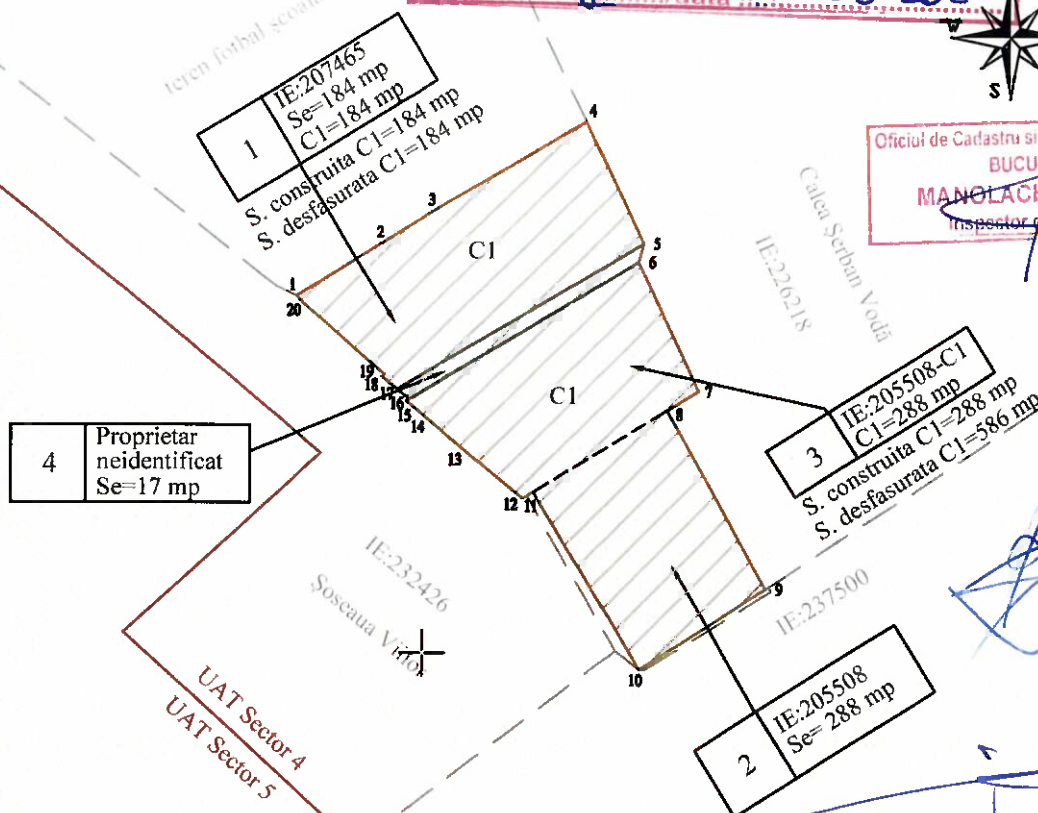 W
S
teren fotbal scoala
1
IE:207465
Se=184 mp
C1=184 mp
S. construita C1=184 mp
S. desfasurata C1=184 mp
Oficiul de Cadastru si
BUCU
MANOLACH
Inspector
Calea Şerban Vodă
IE:226218
1
2
3
4
5
6
7
8
9
10
11
12
13
14
15
16
17
18
19
20
C1
C1
4
Proprietar
neidentificat
Se=17 mp
3
IE:205508-C1
C1=288 mp
S. construita C1=288 mp
S. desfasurata C1=586 mp
IE:232426
Şoseaua Viilor
IE:237500
2
IE:205508
Se= 288 mp
UAT Sector 4
UAT Sector 5